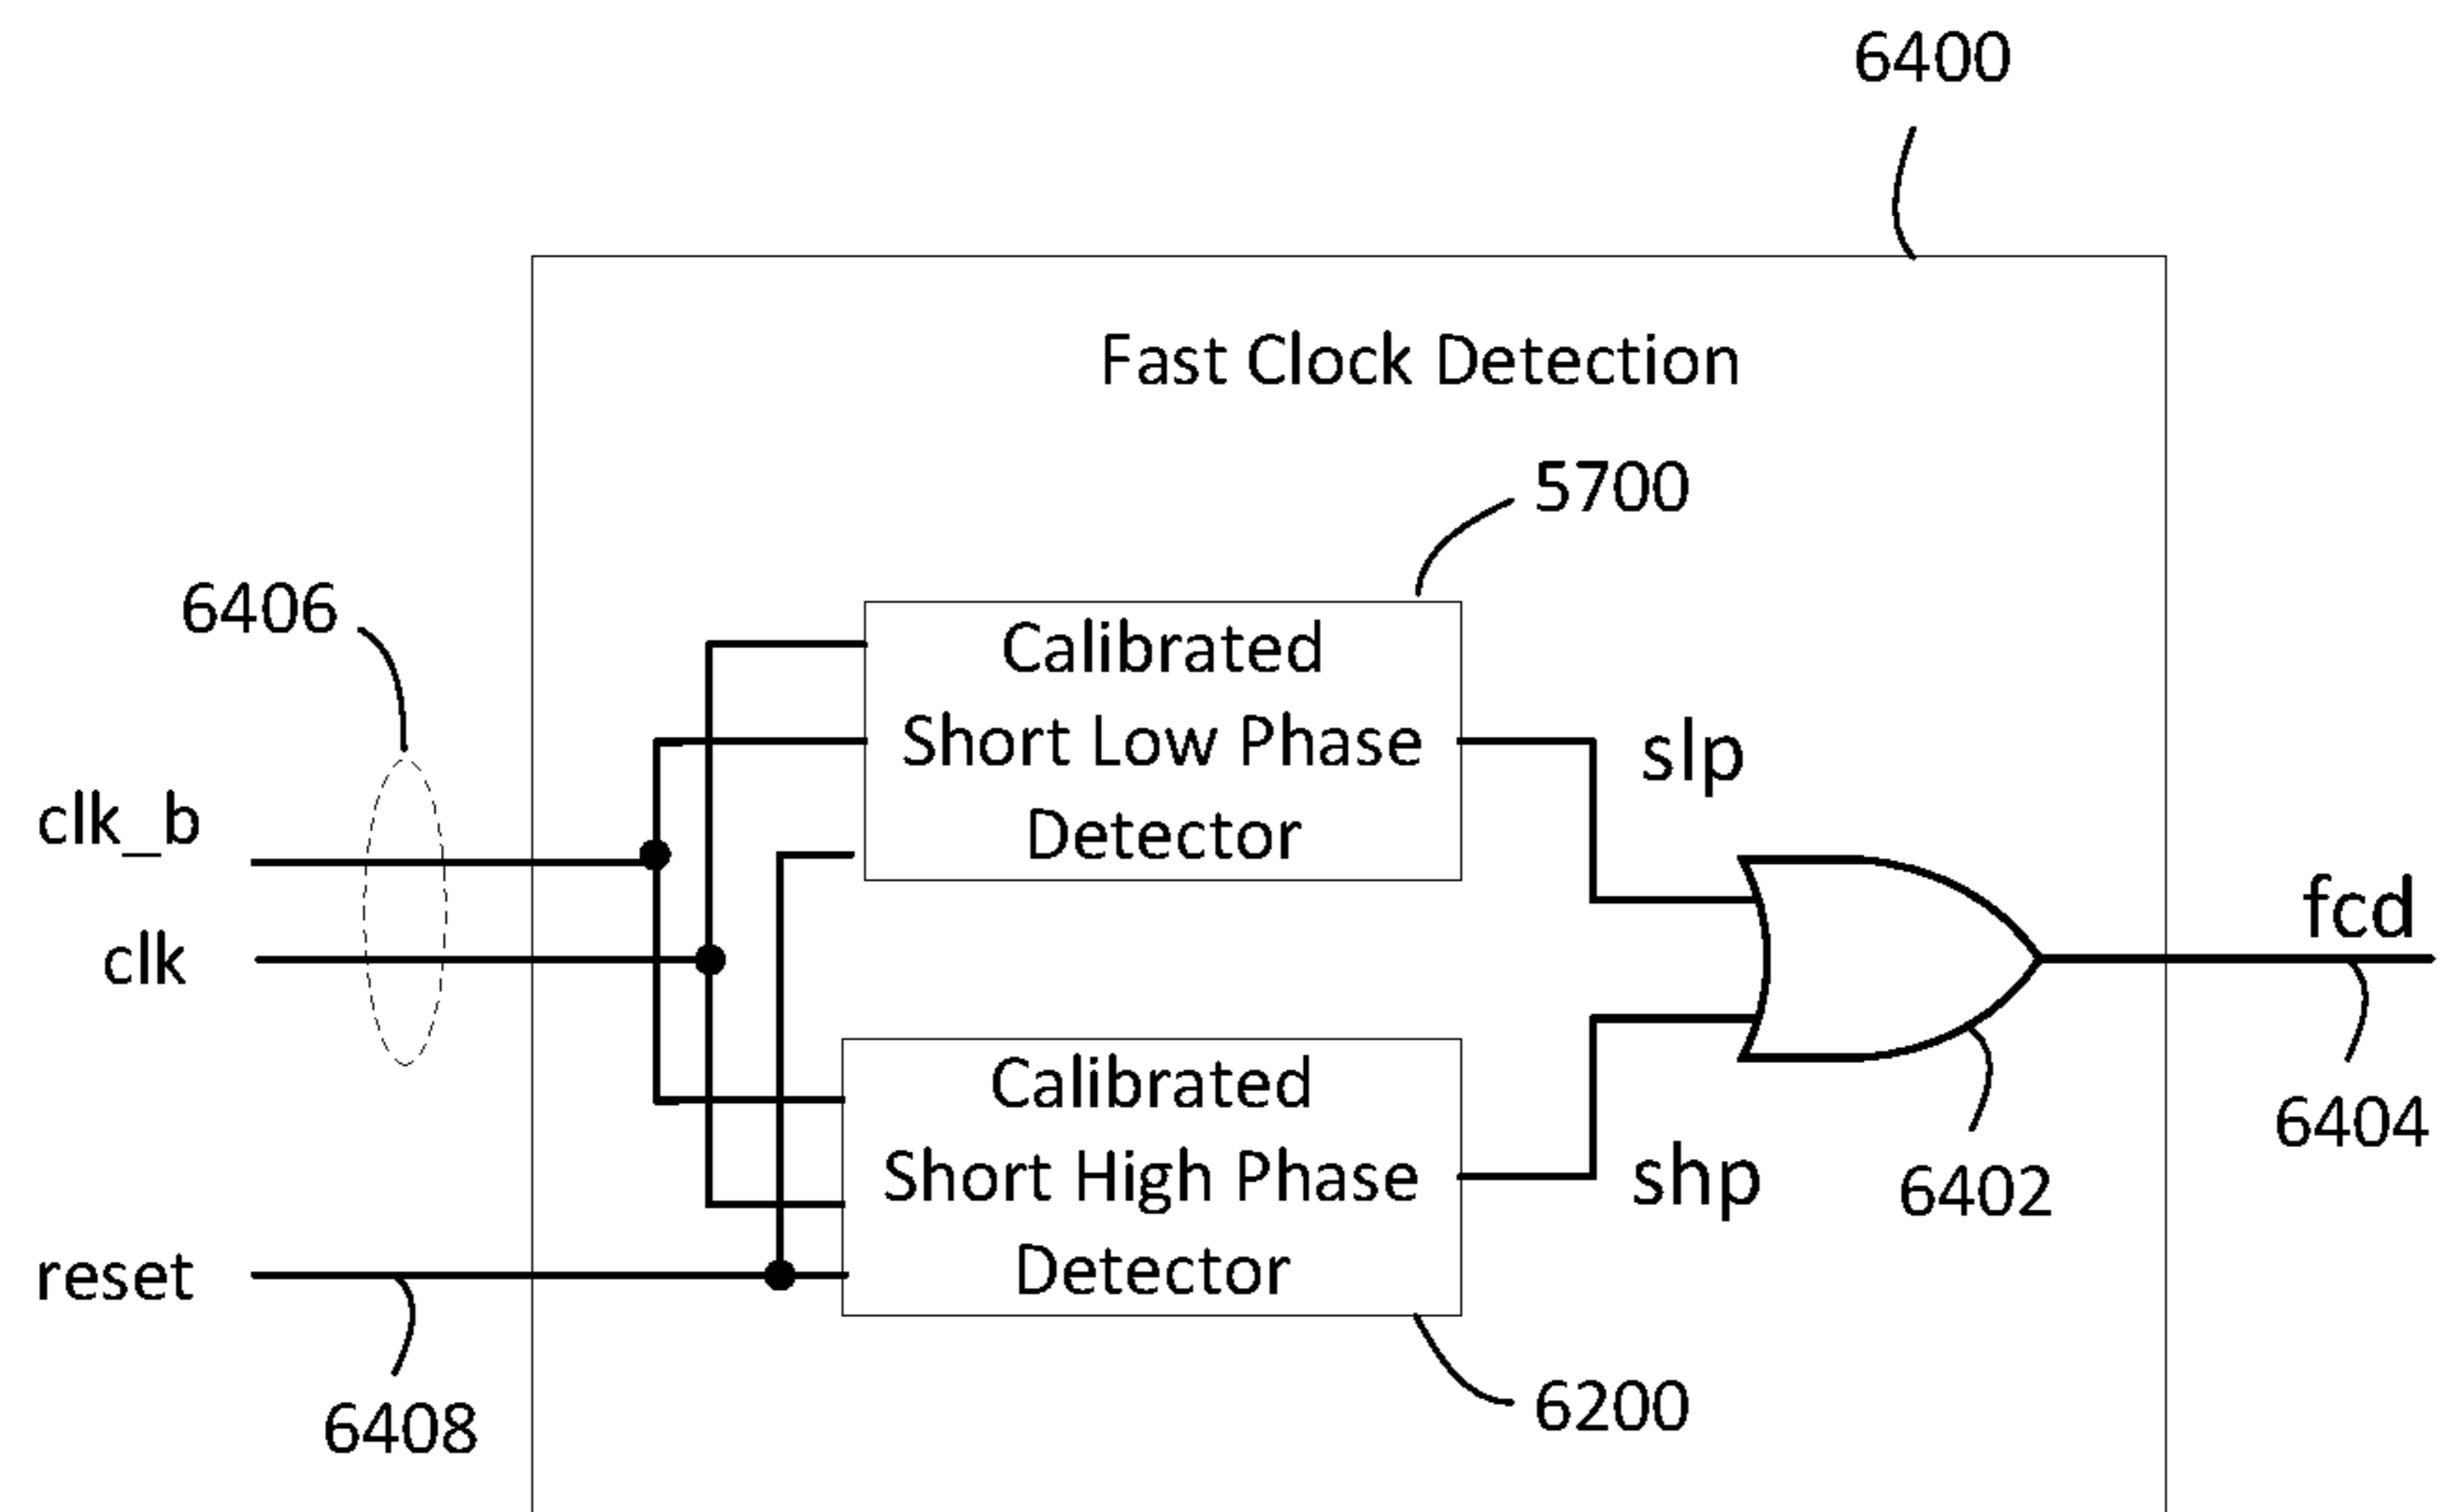 6400
Fast Clock Detection
5700
6406
Calibrated
Short Low Phase
Detector
slp
clk_b
clk
fcd
6404
Calibrated
Short High Phase
Detector
shp
6402
reset
6408
6200